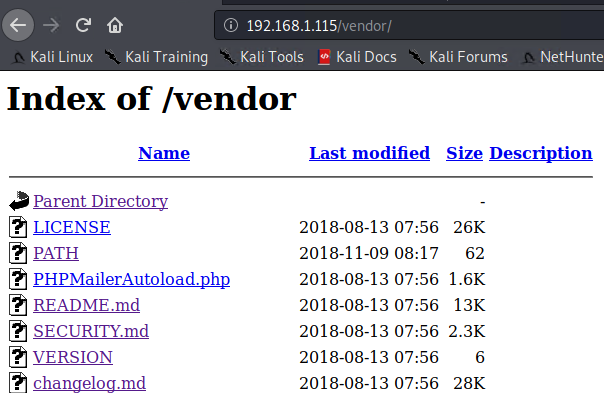 192.168.1.115/vendor/
Kali Linux Kali Training Kali Tools Kali Docs Kali Forums NetHunte
Index of /vendor
Name Last modified Size Description
Parent Directory -
LICENSE 2018-08-13 07:56 26K
PATH 2018-11-09 08:17 62
PHPMailerAutoload.php 2018-08-13 07:56 1.6K
README.md 2018-08-13 07:56 13K
SECURITY.md 2018-08-13 07:56 2.3K
VERSION 2018-08-13 07:56 6
changelog.md 2018-08-13 07:56 28K